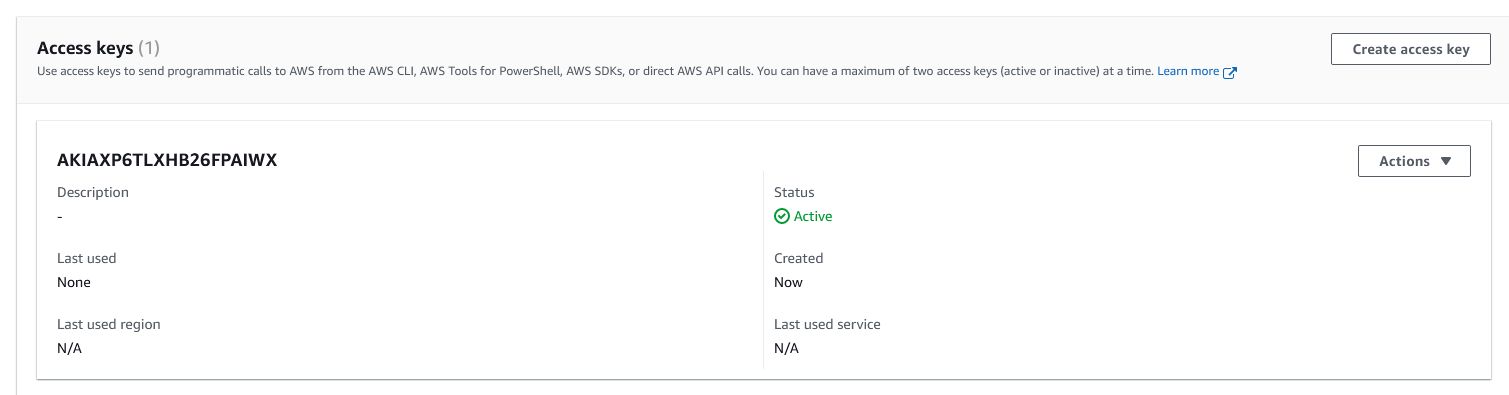 Access keys (1)
Create access key
Use access keys to send programmatic calls to AWS from the AWS CLI, AWS Tools for PowerShell, AWS SDKs, or direct AWS API calls. You can have a maximum of two access keys (active or inactive) at a time. Learn more
AKIAXP6TLXHB26FPAIWX
Actions
Description
-
Status
Active
Last used
None
Created
Now
Last used region
N/A
Last used service
N/A